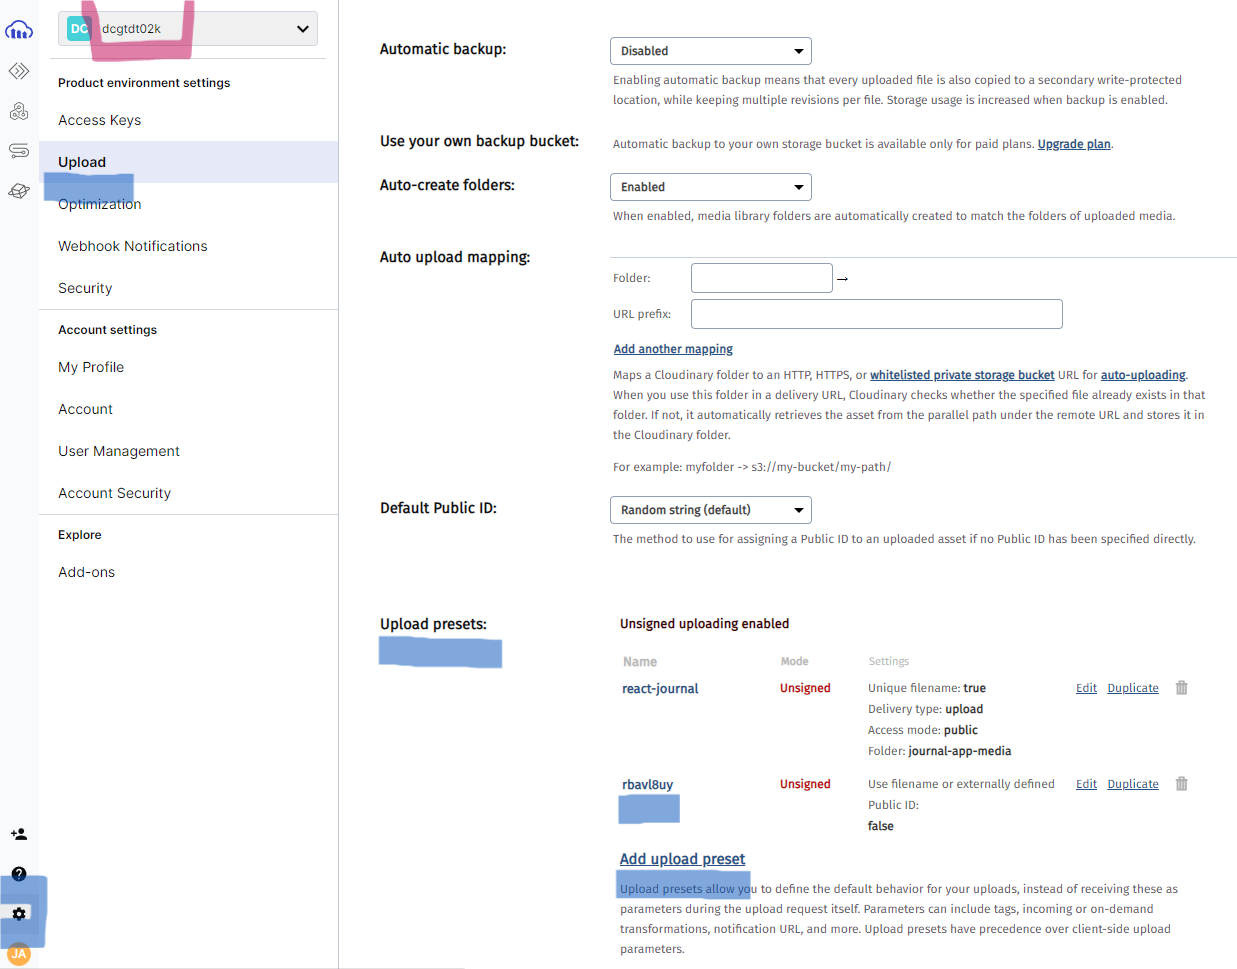 DC dcgtdt02k
Product environment settings
Access Keys
Upload
Optimization
Webhook Notifications
Security
Account settings
My Profile
Account
User Management
Account Security
Explore
Add-ons
JA
Automatic backup:
Disabled
Enabling automatic backup means that every uploaded file is also copied to a secondary write-protected
location, while keeping multiple revisions per file. Storage usage is increased when backup is enabled.
Use your own backup bucket:
Automatic backup to your own storage bucket is available only for paid plans. Upgrade plan.
Auto-create folders:
Enabled
When enabled, media library folders are automatically created to match the folders of uploaded media.
Auto upload mapping:
Folder: →
URL prefix:
Add another mapping
Maps a Cloudinary folder to an HTTP, HTTPS, or whitelisted private storage bucket URL for auto-uploading.
When you use this folder in a delivery URL, Cloudinary checks whether the specified file already exists in that
folder. If not, it automatically retrieves the asset from the parallel path under the remote URL and stores it in
the Cloudinary folder.
For example: myfolder -> s3://my-bucket/my-path/
Default Public ID:
Random string (default)
The method to use for assigning a Public ID to an uploaded asset if no Public ID has been specified directly.
Upload presets:
Unsigned uploading enabled
Name Mode Settings
react-journal Unsigned Unique filename: true Edit Duplicate
Delivery type: upload
Access mode: public
Folder: journal-app-media
rbavl8uy Unsigned Use filename or externally defined Edit Duplicate
Public ID:
false
Add upload preset
Upload presets allow you to define the default behavior for your uploads, instead of receiving these as
parameters during the upload request itself. Parameters can include tags, incoming or on-demand
transformations, notification URL, and more. Upload presets have precedence over client-side upload
parameters.